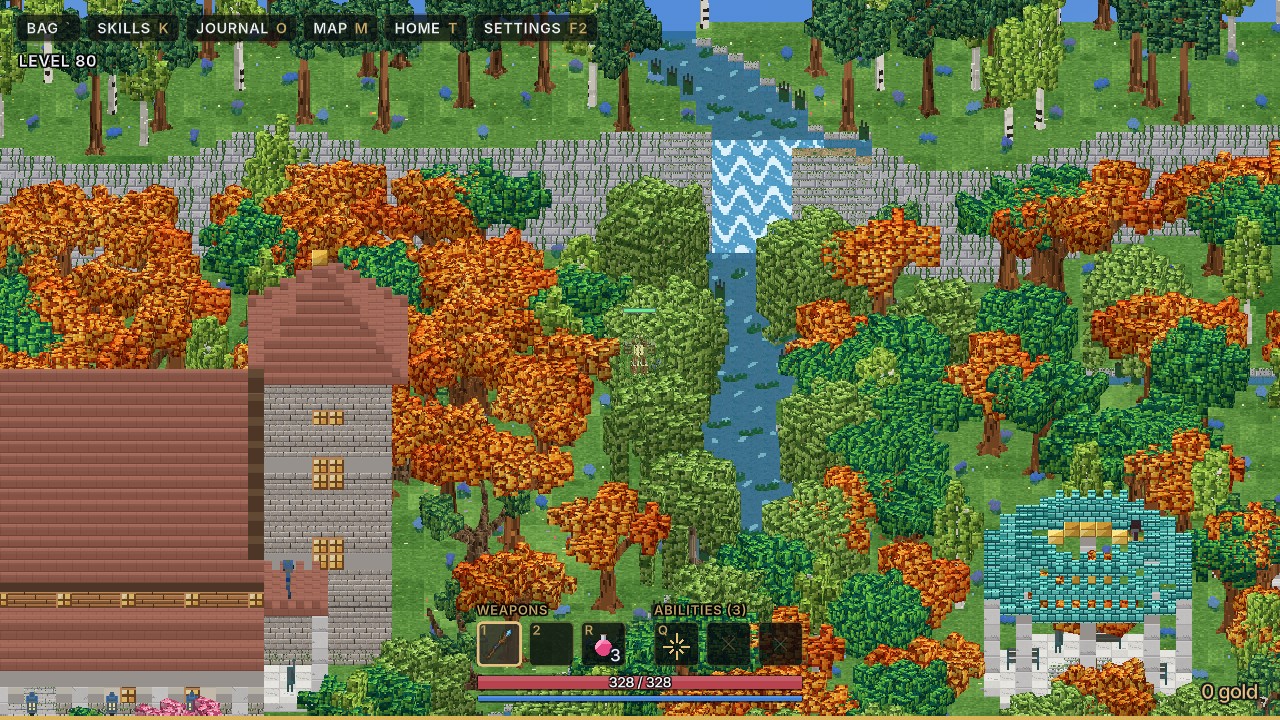 BAG SKILLS K JOURNAL O MAP M HOME T SETTINGS F2
LEVEL 80
WEAPONS ABILITIES (3)
1 2 R 3 Q
328 / 328
0 gold